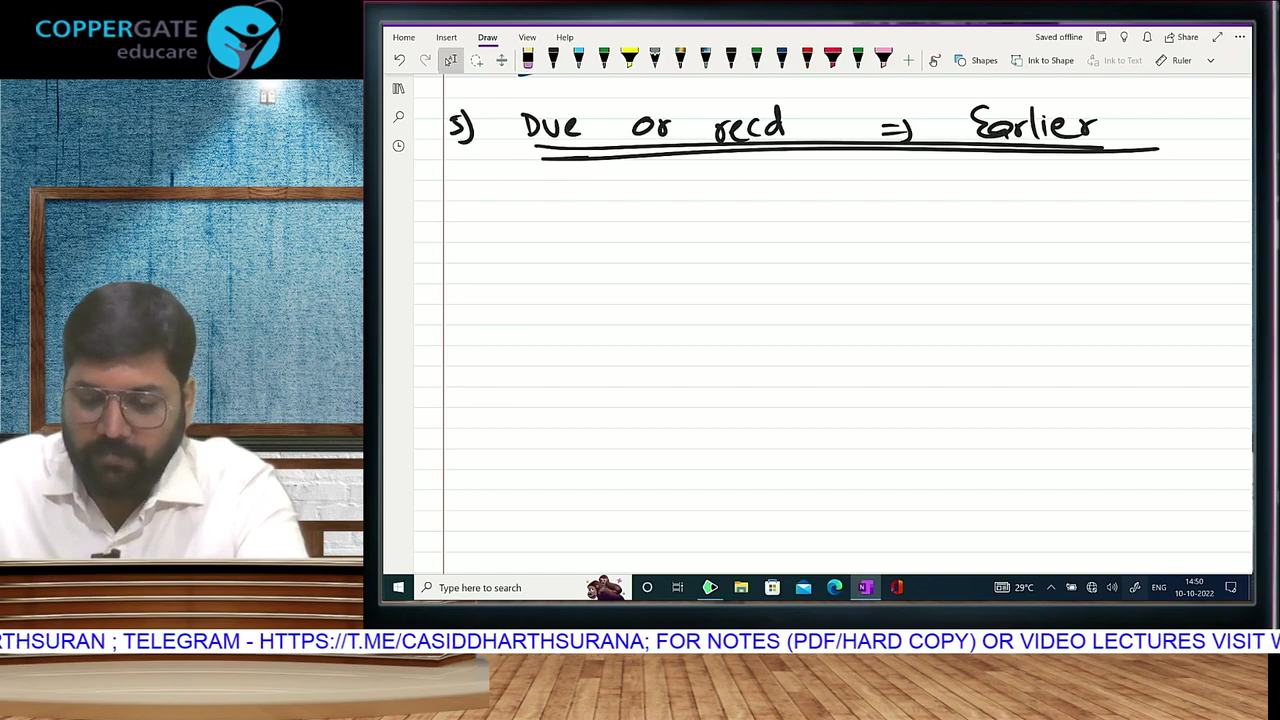 COPPERGATE
educare
Home Insert Draw View Help
Saved offline
Share
Shapes
Ink to Shape
Ink to Text
Ruler
5) Due or recd => Earlier
Type here to search
29°C
ENG
14:50
10-10-2022
RTHSURAN ; TELEGRAM - HTTPS://T.ME/CASIDDHARTHSURANA; FOR NOTES (PDF/HARD COPY) OR VIDEO LECTURES VISIT W